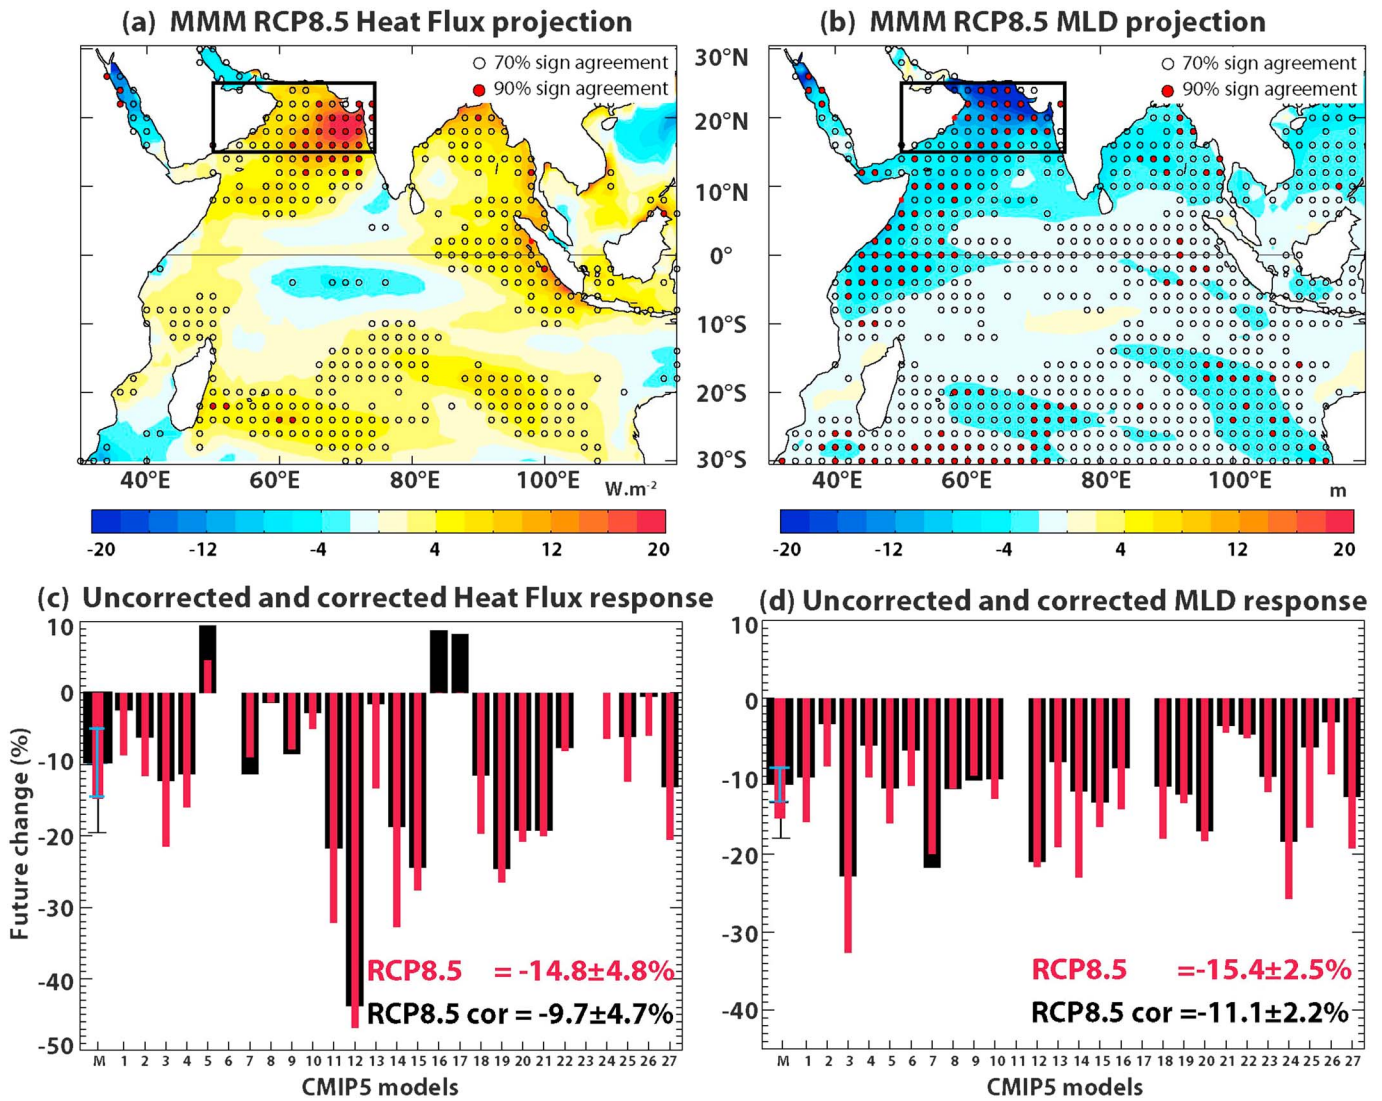 (a) MMM RCP8.5 Heat Flux projection
(b) MMM RCP8.5 MLD projection
70% sign agreement
90% sign agreement
70% sign agreement
90% sign agreement
30°N
20°N
10°N
0°
10°S
20°S
30°S
40°E 60°E 80°E 100°E W.m-2
40°E 60°E 80°E 100°E m
-20 -12 -4 4 12 20
-20 -12 -4 4 12 20
(c) Uncorrected and corrected Heat Flux response
(d) Uncorrected and corrected MLD response
Future change (%)
10
0
-10
-20
-30
-40
-50
RCP8.5 = -14.8±4.8%
RCP8.5 cor = -9.7±4.7%
M 1 2 3 4 5 6 7 8 9 10 11 12 13 14 15 16 17 18 19 20 21 22 23 24 25 26 27
CMIP5 models
10
0
-10
-20
-30
-40
RCP8.5 =-15.4±2.5%
RCP8.5 cor =-11.1±2.2%
M 1 2 3 4 5 6 7 8 9 10 11 12 13 14 15 16 17 18 19 20 21 22 23 24 25 26 27
CMIP5 models